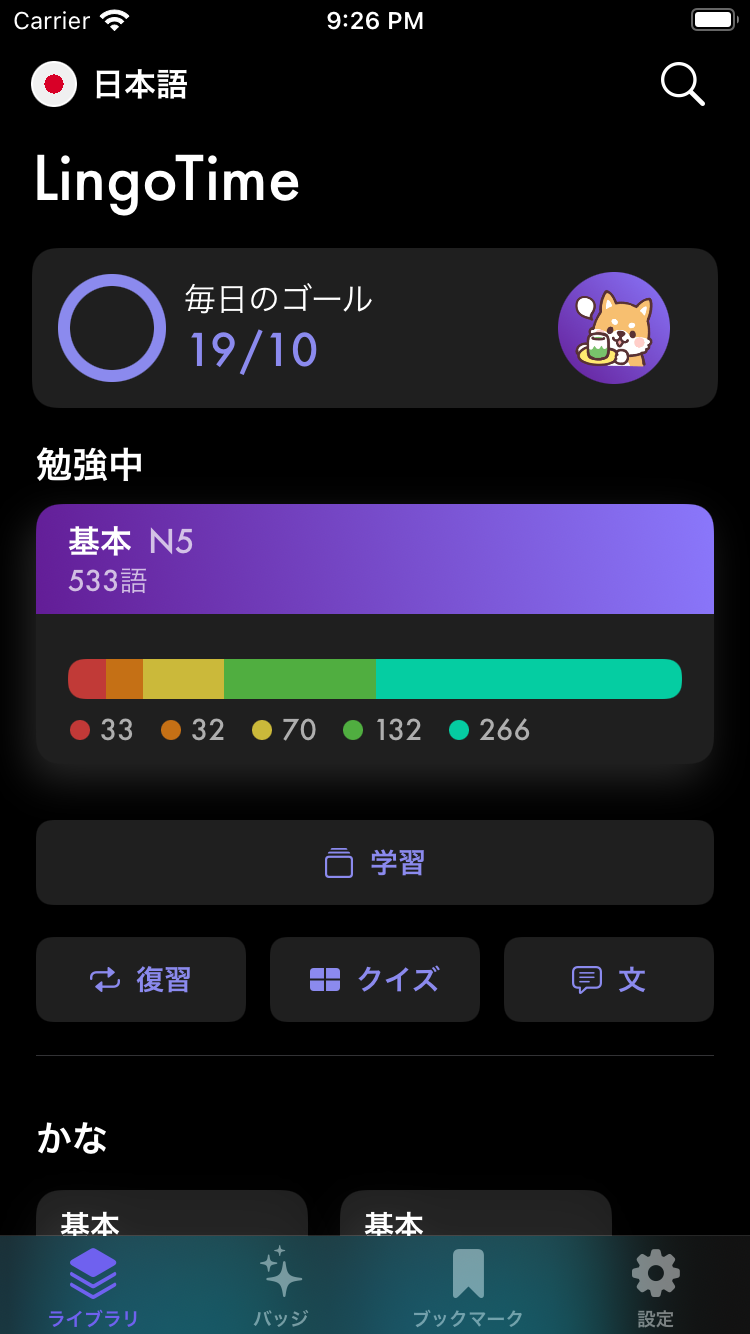 Carrier 9:26 PM
日本語
LingoTime
毎日のゴール
19/10
勉強中
基本 N5
533語
33 32 70 132 266
学習
復習 クイズ 文
かな
基本 基本
ライブラリ バッジ ブックマーク 設定